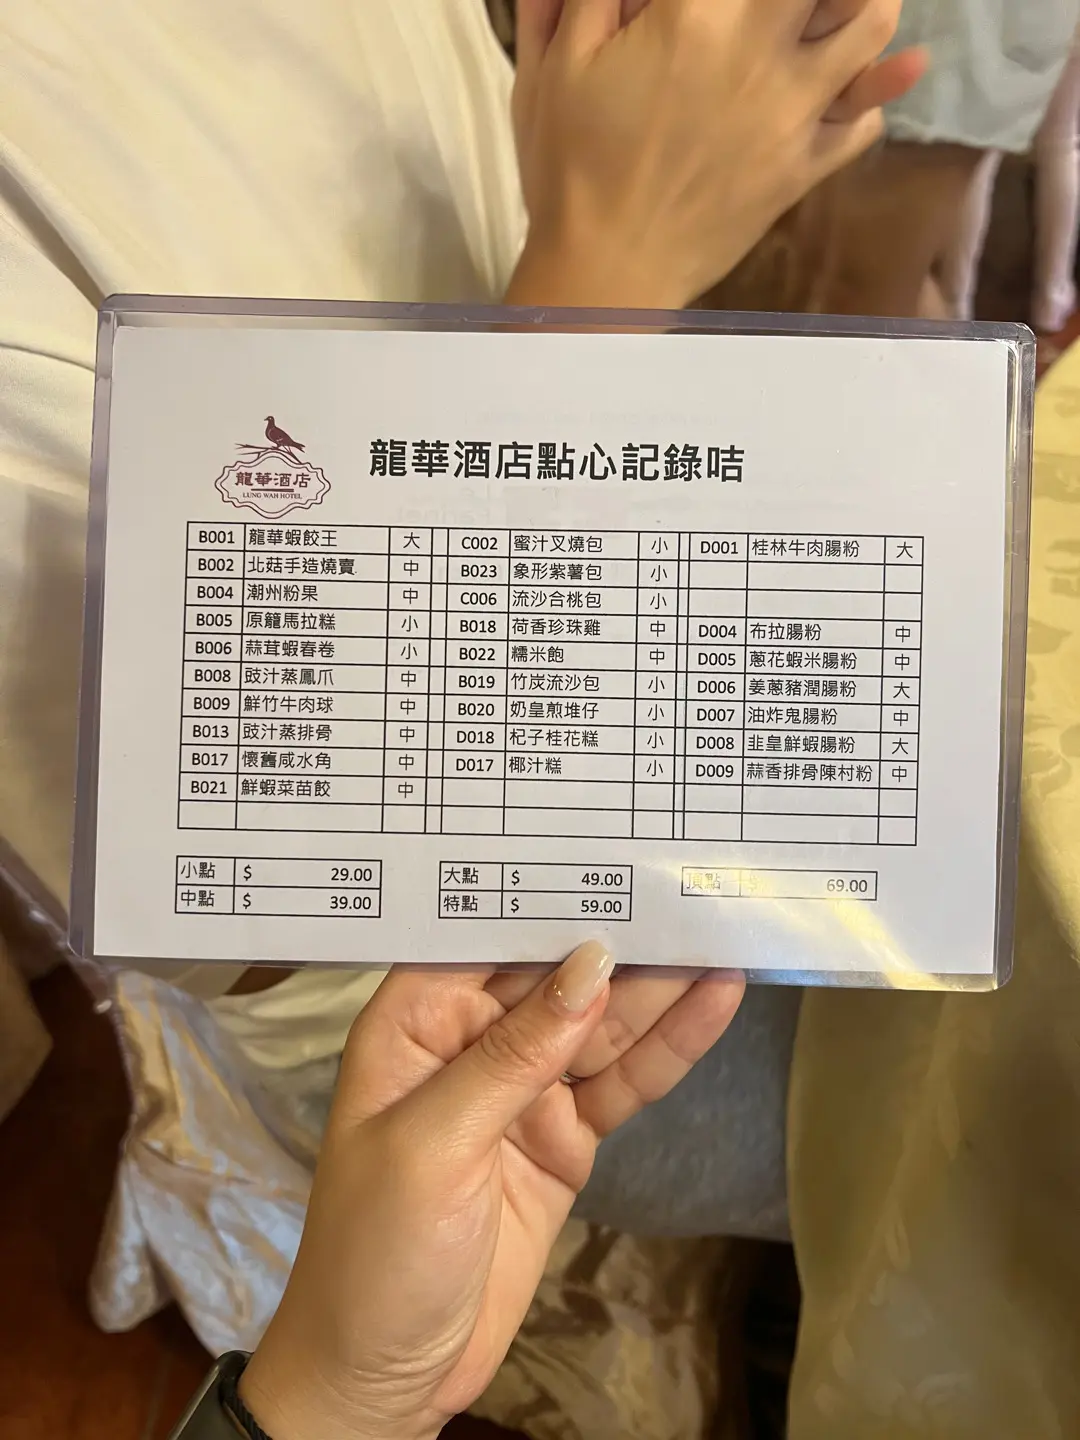 龍華酒店
LUNG WAH HOTEL
龍華酒店點心記錄咭
B001 龍華蝦餃王 大 C002 蜜汁叉燒包 小 D001 桂林牛肉腸粉 大
B002 北菇手造燒賣. 中 B023 象形紫薯包 小
B004 潮州粉果 中 C006 流沙合桃包 小
B005 原籠馬拉糕 小 B018 荷香珍珠雞 中 D004 布拉腸粉 中
B006 蒜茸蝦春卷 小 B022 糯米飽 中 D005 蔥花蝦米腸粉 中
B008 豉汁蒸鳳爪 中 B019 竹炭流沙包 小 D006 姜蔥豬潤腸粉 大
B009 鮮竹牛肉球 中 B020 奶皇煎堆仔 小 D007 油炸鬼腸粉 中
B013 豉汁蒸排骨 中 D018 杞子桂花糕 小 D008 韭皇鮮蝦腸粉 大
B017 懷舊咸水角 中 D017 椰汁糕 小 D009 蒜香排骨陳村粉 中
B021 鮮蝦菜苗餃 中
小點 $ 29.00 大點 $ 49.00 頂點 $ 69.00
中點 $ 39.00 特點 $ 59.00